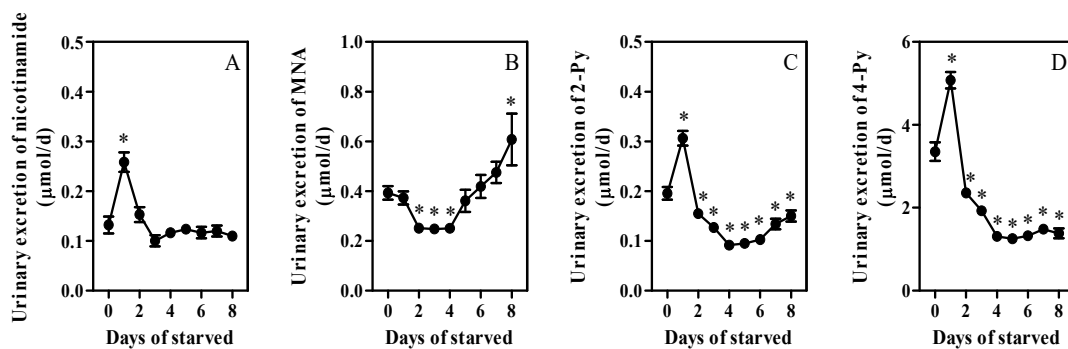 Urinary excretion of nicotinamide
(µmol/d)
0.5
0.4
0.3
0.2
0.1
0.0
A
*
0 2 4 6 8
Days of starved
Urinary excretion of MNA
(µmol/d)
1.0
0.8
0.6
0.4
0.2
0.0
B
*
* * *
0 2 4 6 8
Days of starved
Urinary excretion of 2-Py
(µmol/d)
0.5
0.4
0.3
0.2
0.1
0.0
C
*
* * * * * * *
0 2 4 6 8
Days of starved
Urinary excretion of 4-Py
(µmol/d)
6
4
2
0
D
*
* * * * * * *
0 2 4 6 8
Days of starved